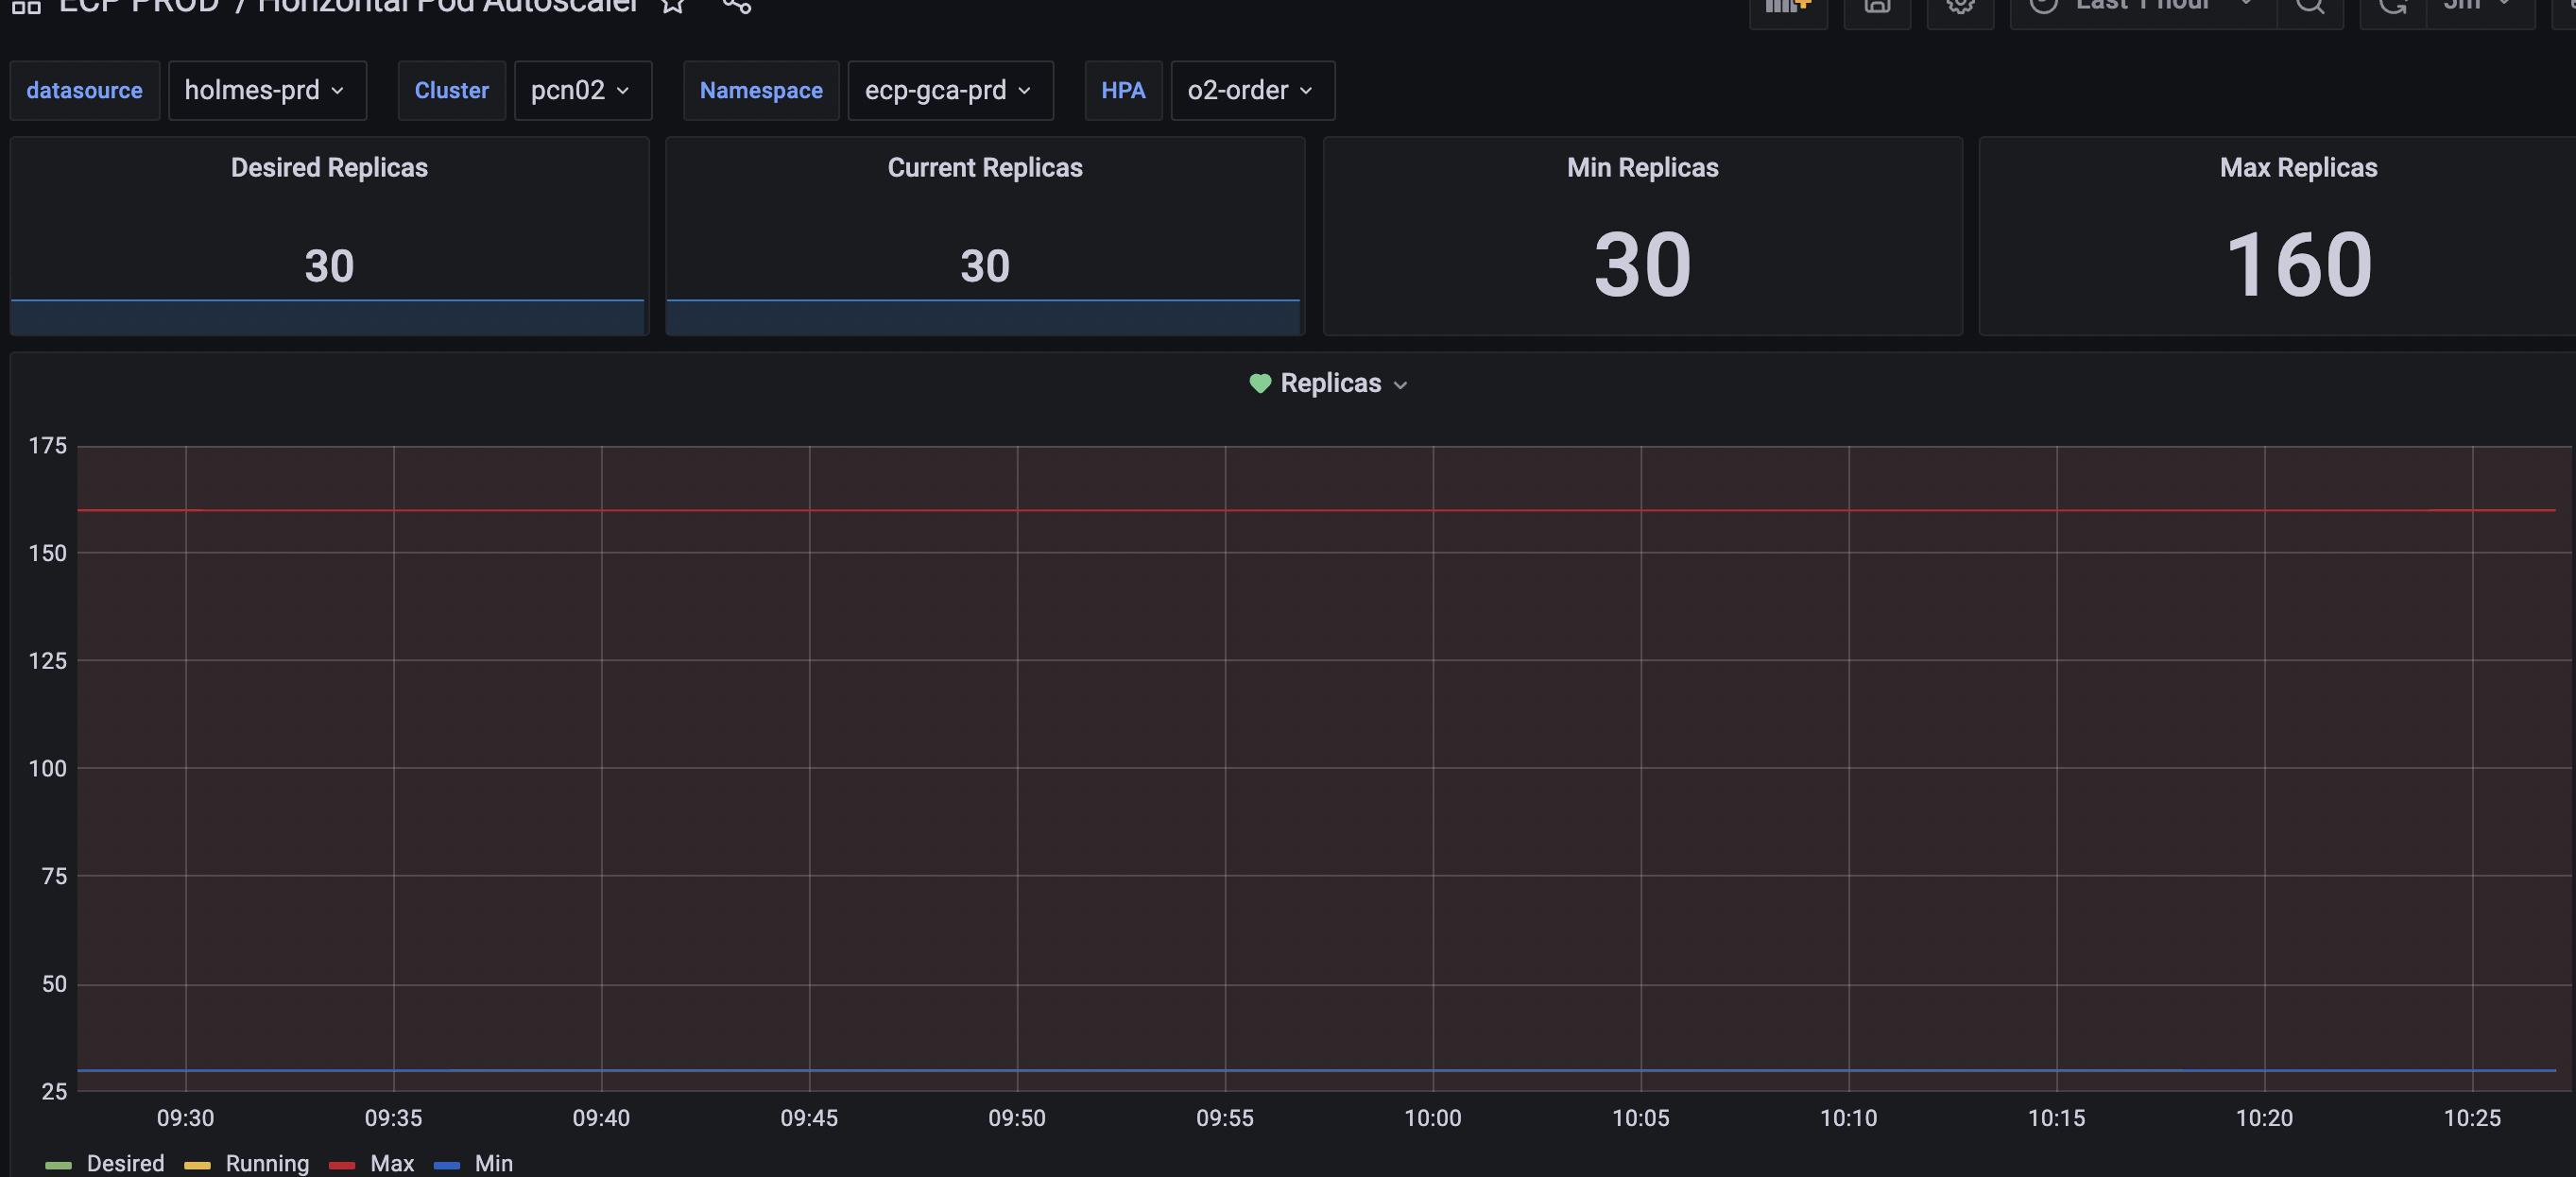 ECP PROD / Horizontal Pod Autoscaler
Last 1 hour
5m
datasource holmes-prd Cluster pcn02 Namespace ecp-gca-prd HPA o2-order
Desired Replicas
30
Current Replicas
30
Min Replicas
30
Max Replicas
160
Replicas
175
150
125
100
75
50
25
09:30 09:35 09:40 09:45 09:50 09:55 10:00 10:05 10:10 10:15 10:20 10:25
Desired Running Max Min